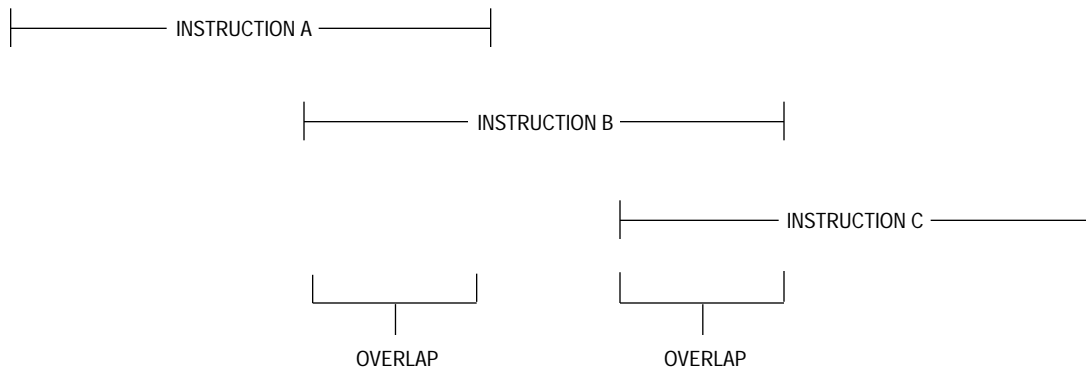 INSTRUCTION A
INSTRUCTION B
INSTRUCTION C
OVERLAP
OVERLAP